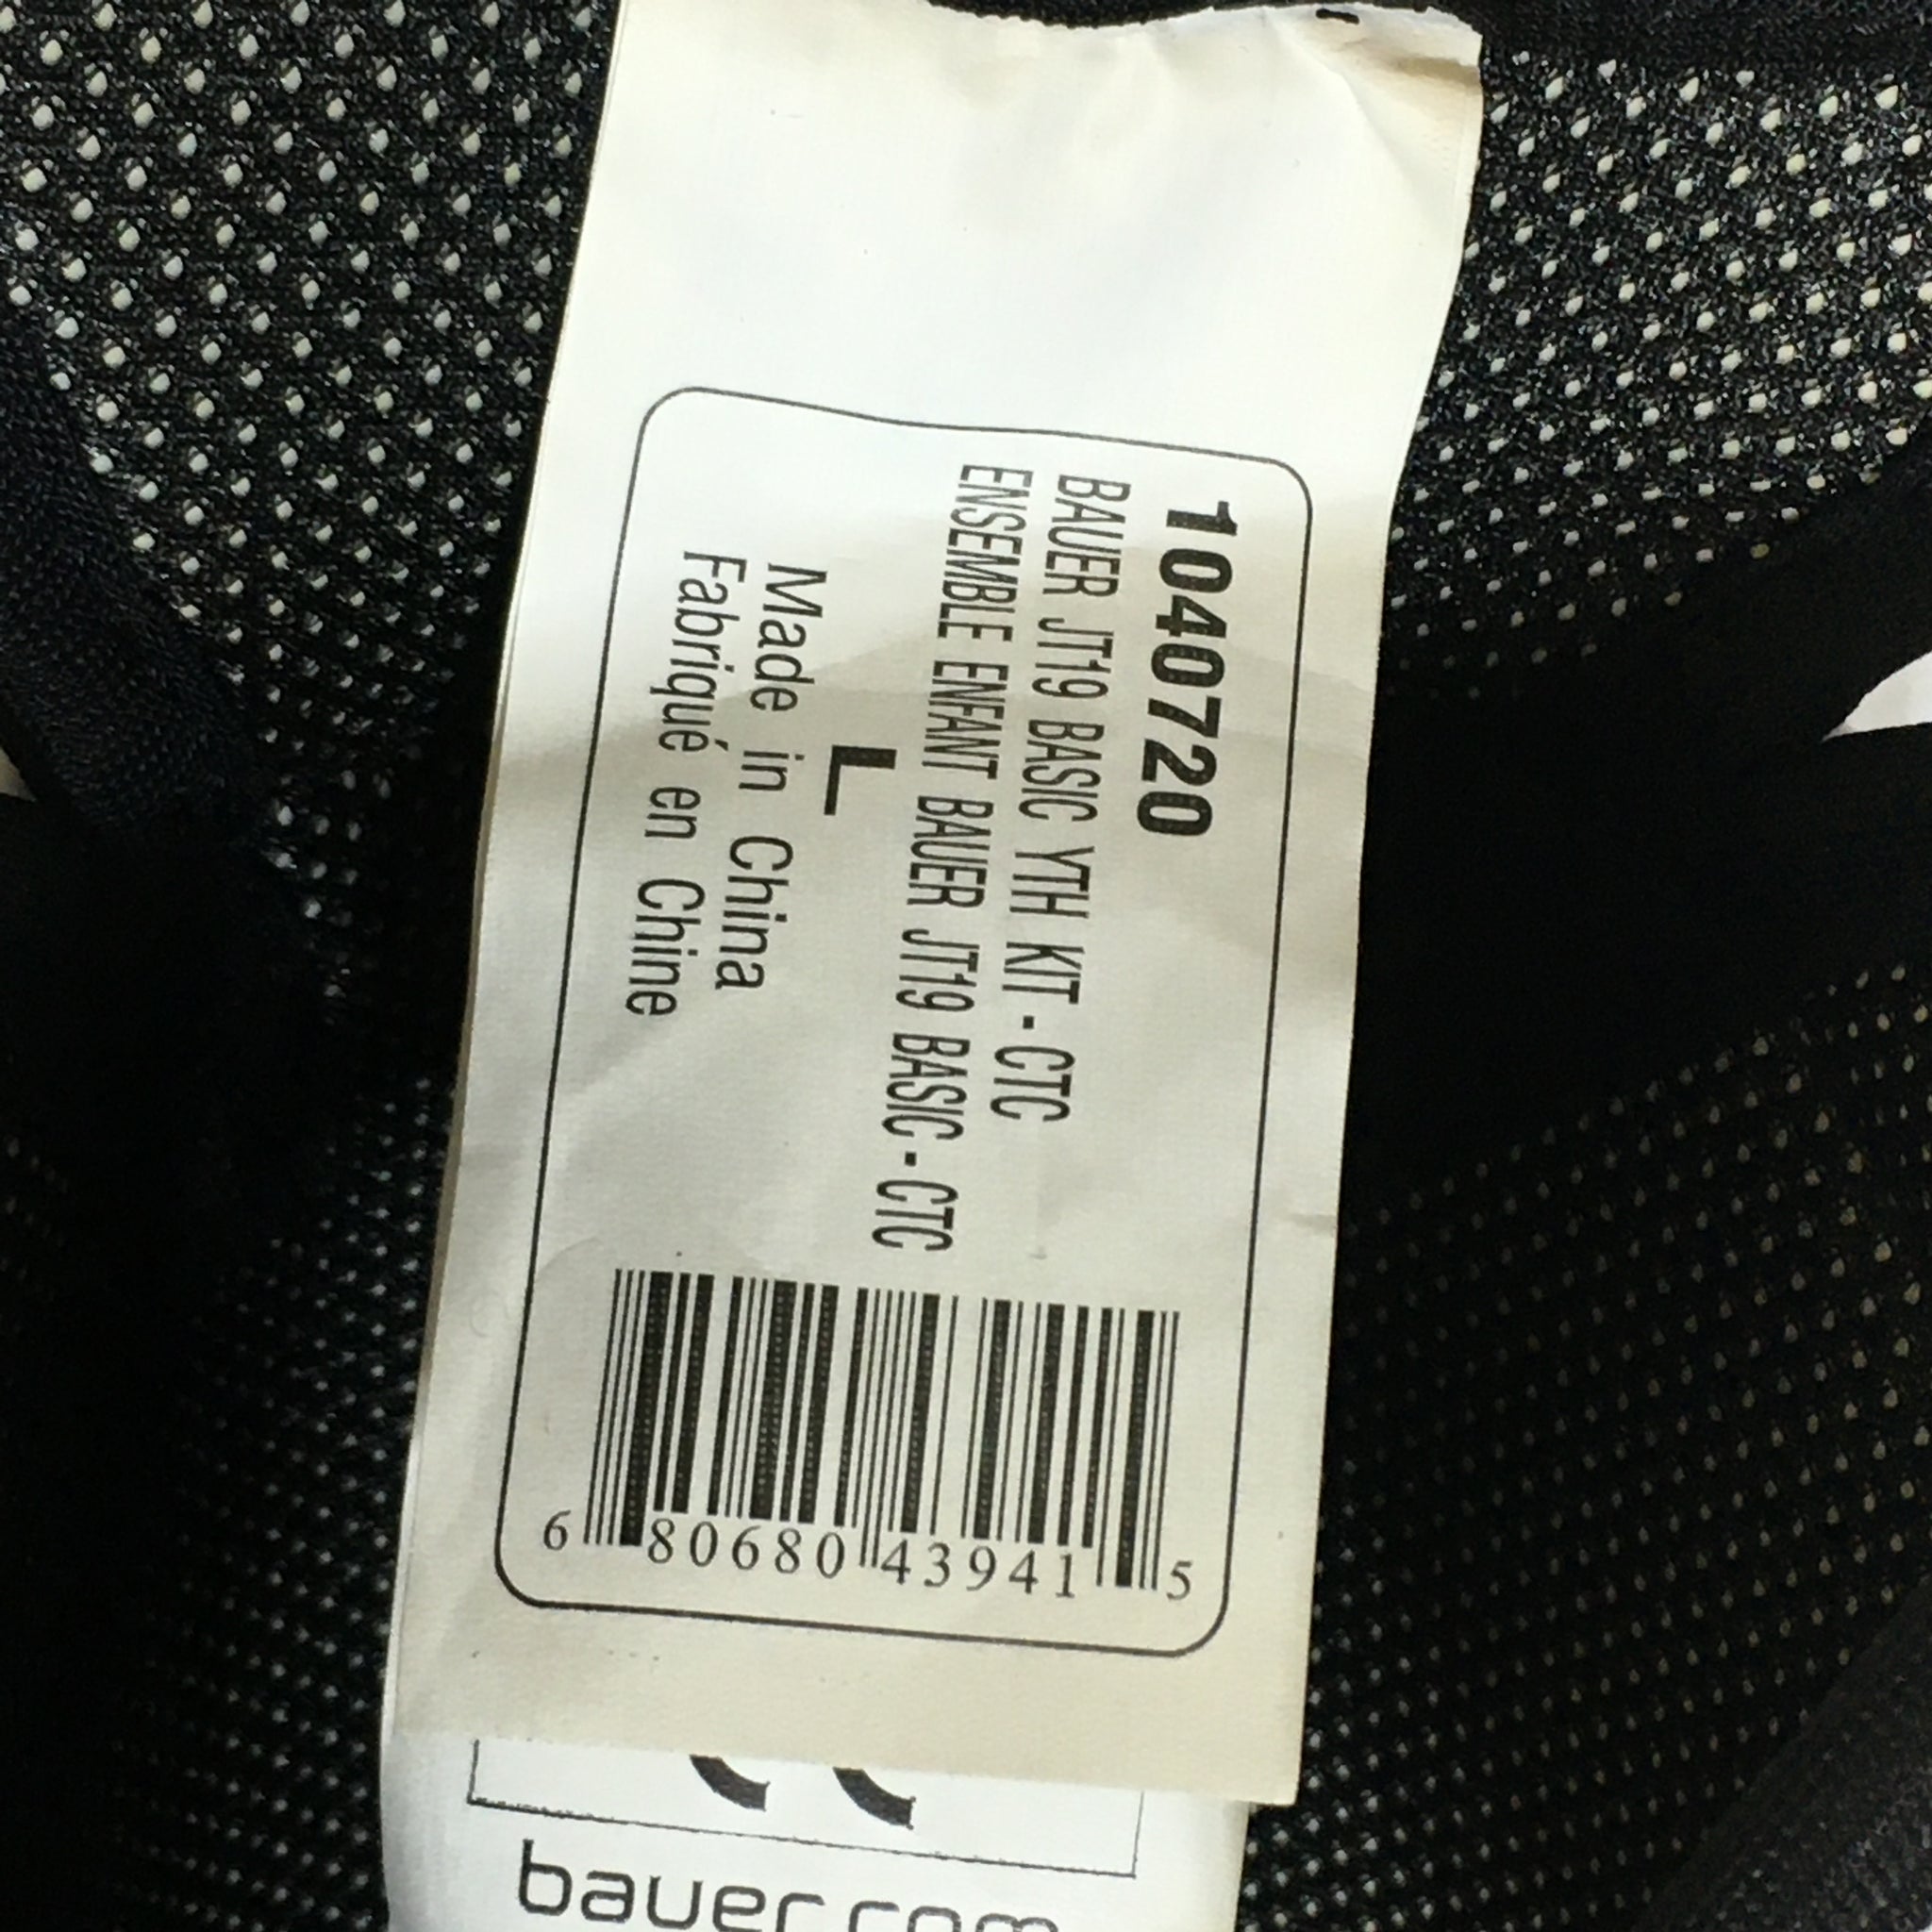 1040720
BAUER JT19 BASIC YTH KIT - CTC
ENSEMBLE ENFANT BAUER JT19 BASIC - CTC
L
Made in China
Fabriqué en Chine
6 80680 43941 5
bauer.com